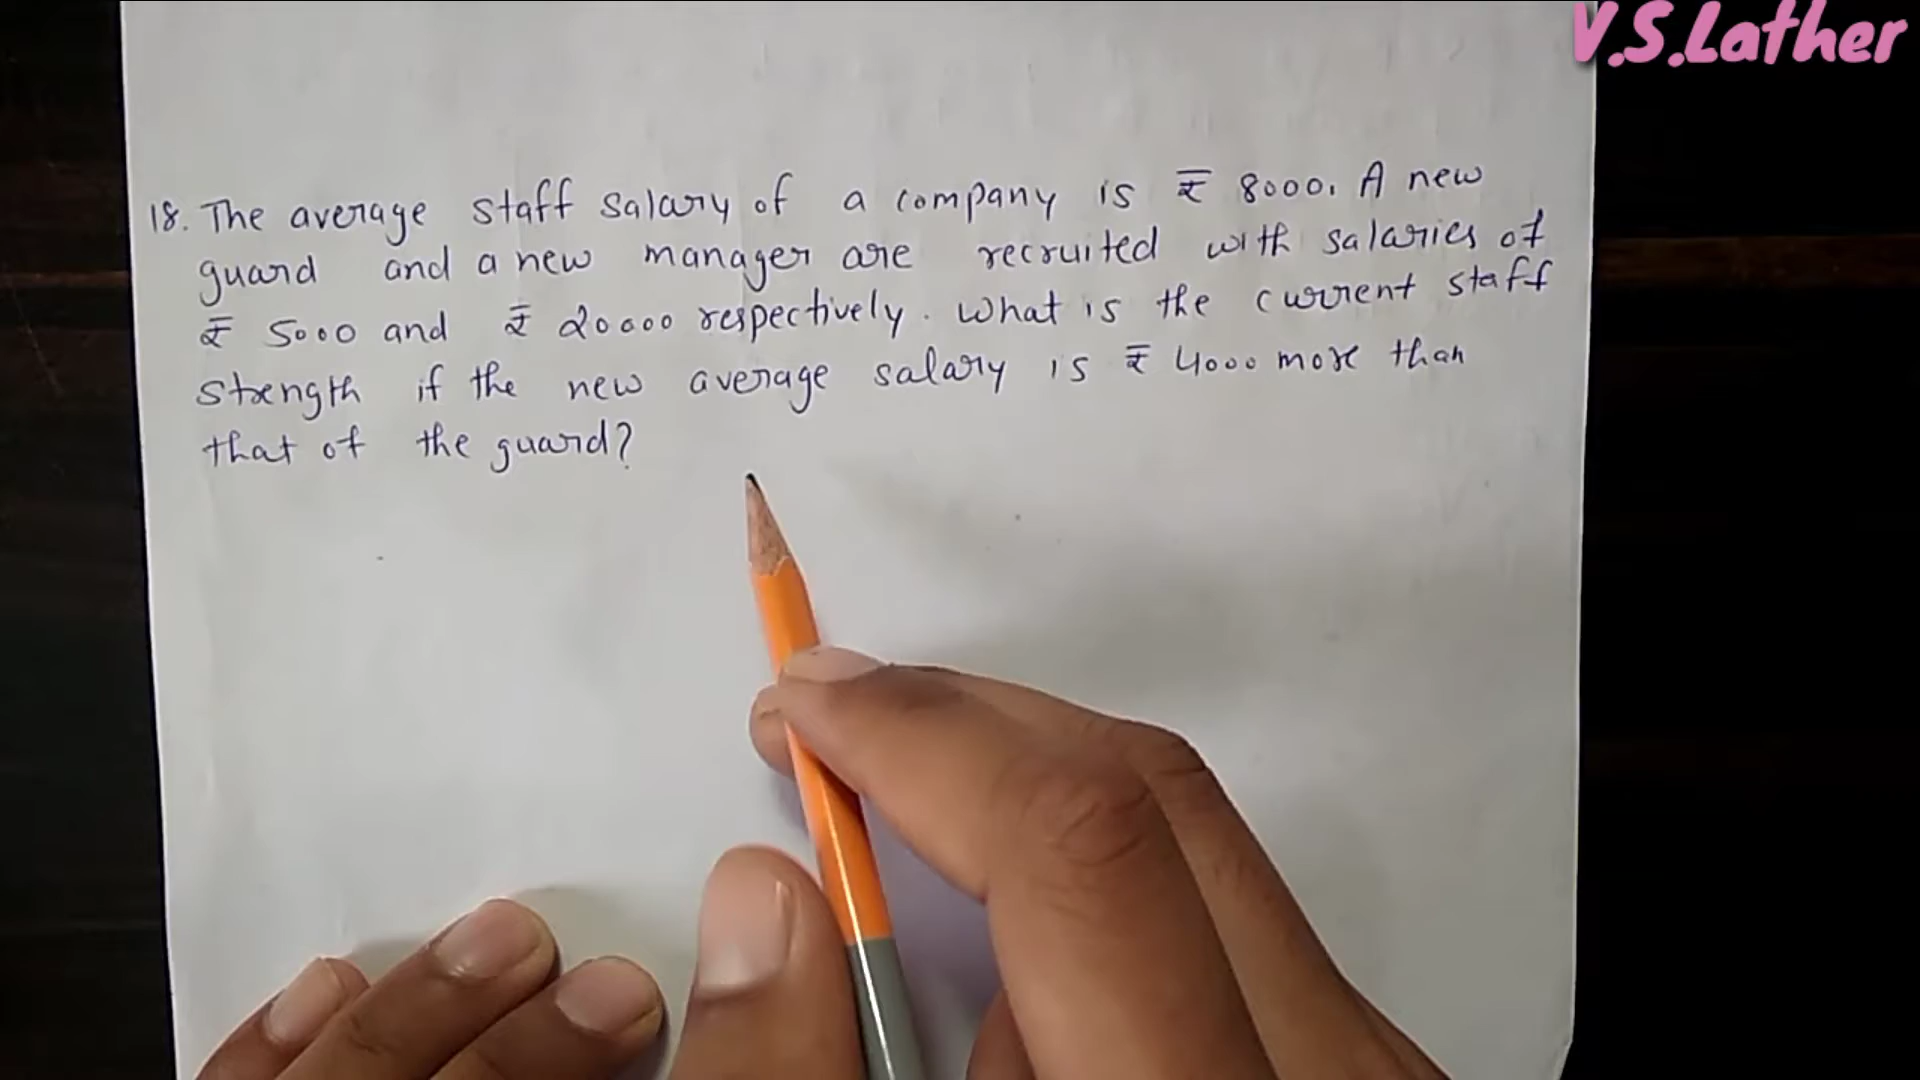 V.S.Lather
18. The average staff salary of a company is ₹ 8000. A new
guard and a new manager are recruited with salaries of
₹ 5000 and ₹ 20000 respectively. What is the current staff
strength if the new average salary is ₹ 4000 more than
that of the guard?